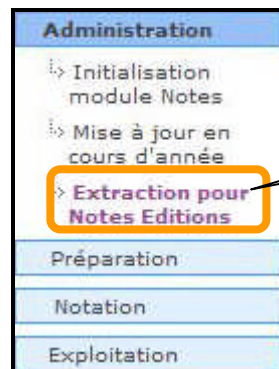 Administration
Initialisation
module Notes
Mise à jour en
cours d'année
Extraction pour
Notes Editions
Préparation
Notation
Exploitation